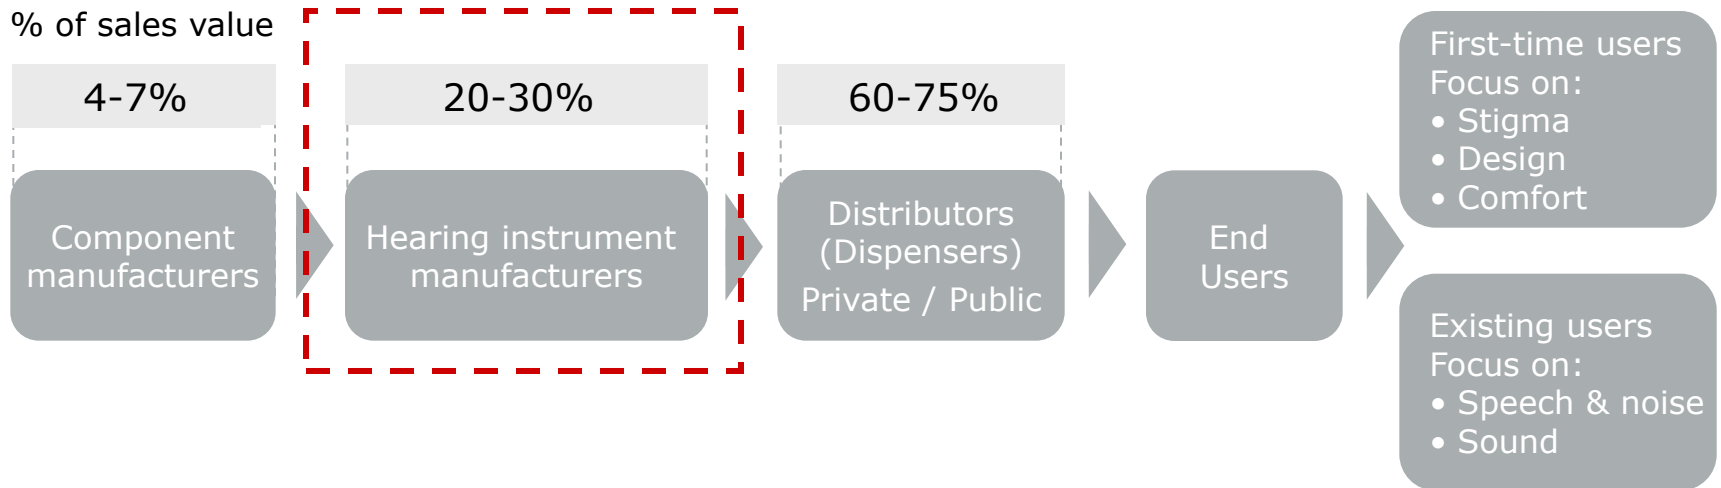 % of sales value
4-7%
20-30%
60-75%
Component
manufacturers
Hearing instrument
manufacturers
Distributors
(Dispensers)
Private / Public
End
Users
First-time users
Focus on:
• Stigma
• Design
• Comfort
Existing users
Focus on:
• Speech & noise
• Sound